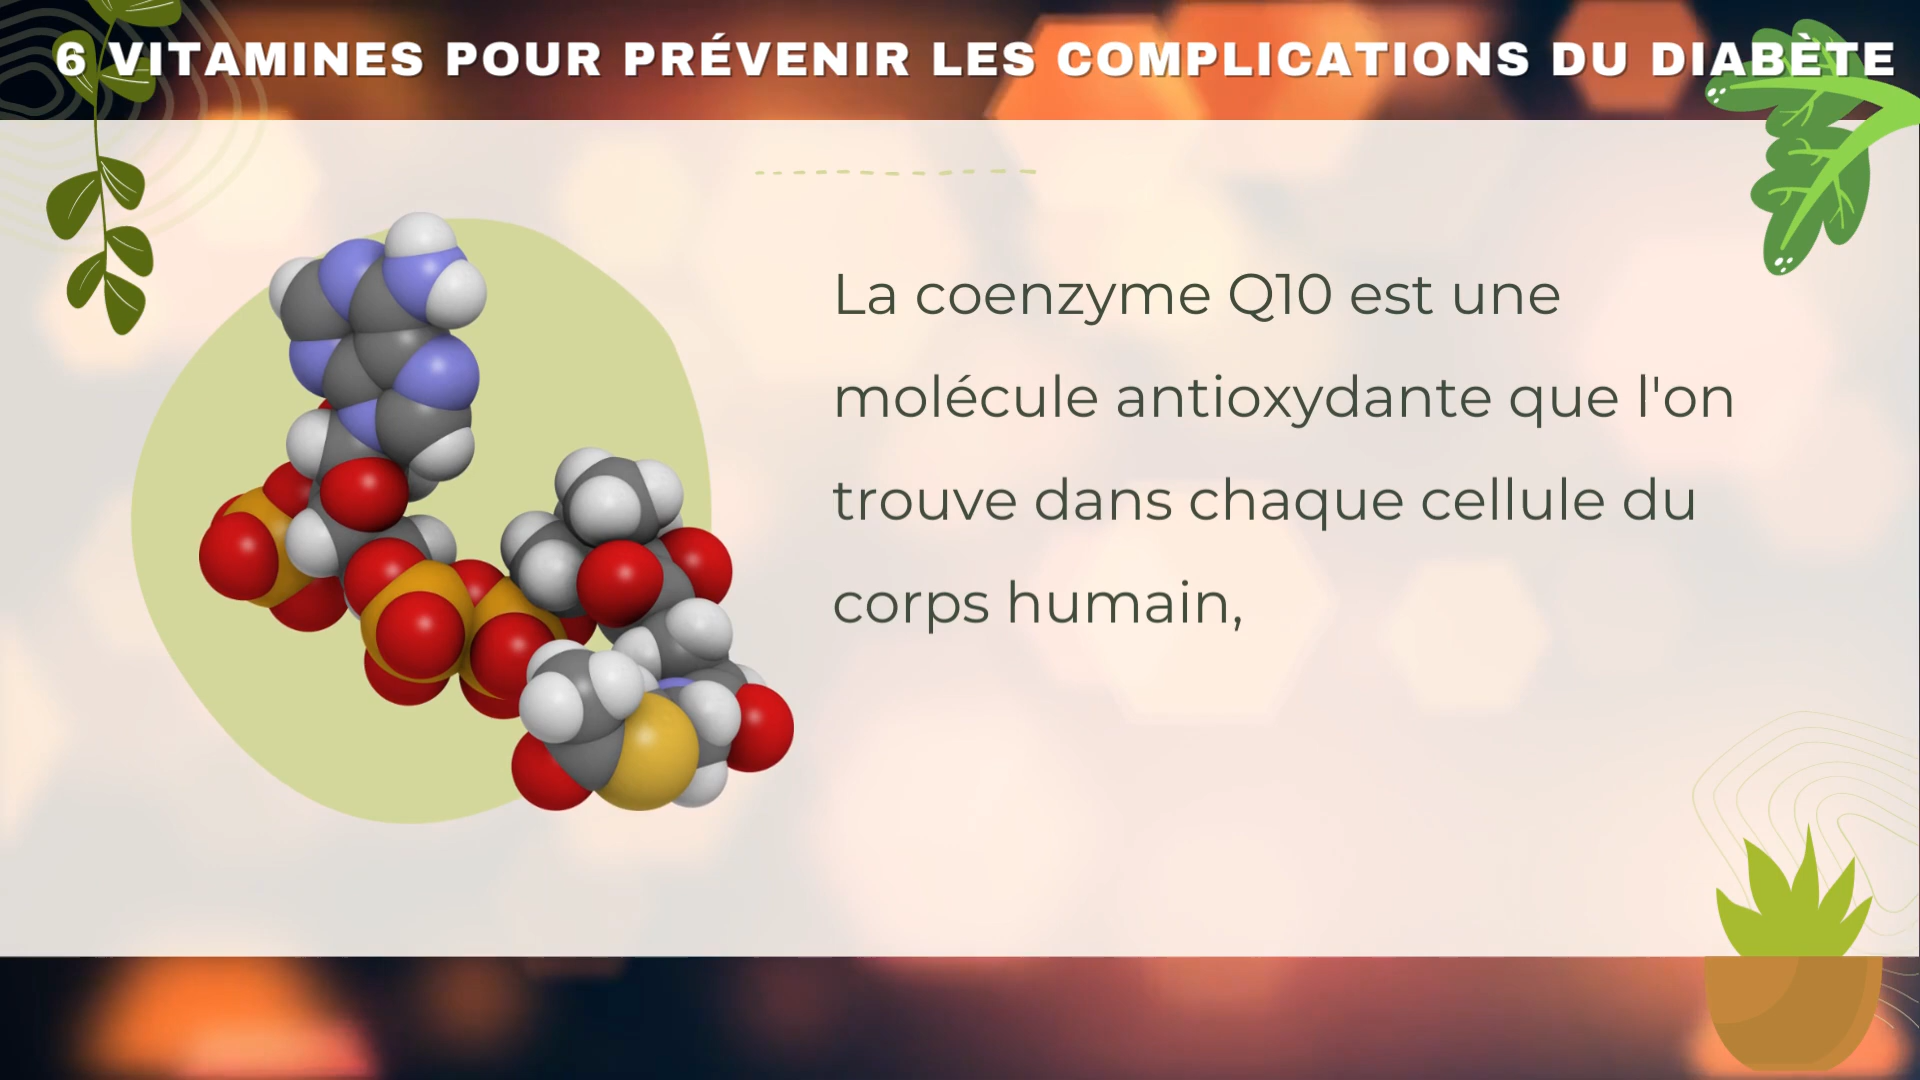 6 VITAMINES POUR PRÉVENIR LES COMPLICATIONS DU DIABÈTE
La coenzyme Q10 est une
molécule antioxydante que l'on
trouve dans chaque cellule du
corps humain,